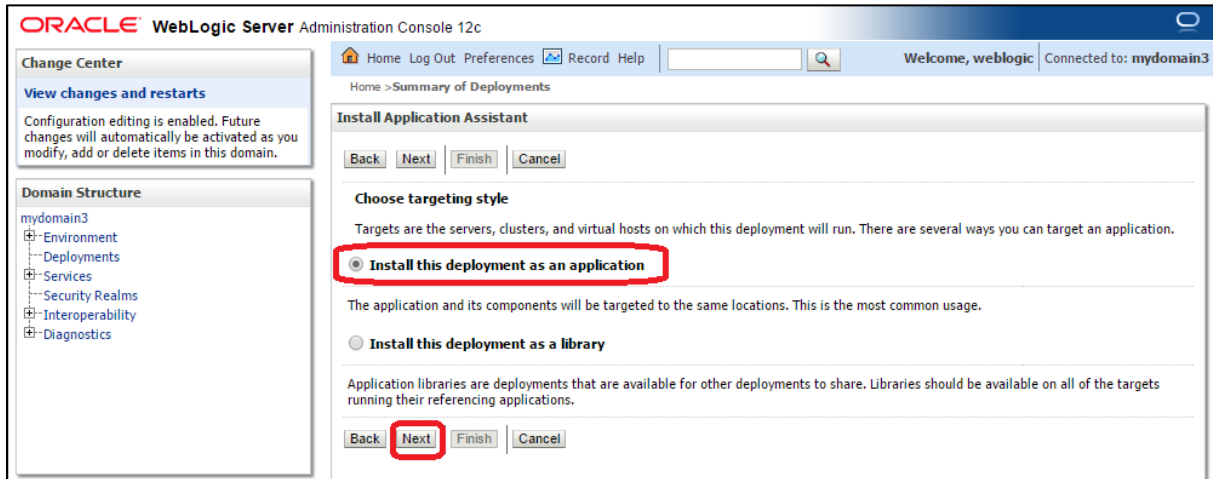 ORACLE WebLogic Server Administration Console 12c
Change Center
View changes and restarts
Configuration editing is enabled. Future
changes will automatically be activated as you
modify, add or delete items in this domain.
Domain Structure
mydomain3
Environment
Deployments
Services
Security Realms
Interoperability
Diagnostics
Home Log Out Preferences Record Help
Welcome, weblogic Connected to: mydomain3
Home >Summary of Deployments
Install Application Assistant
Back Next Finish Cancel
Choose targeting style
Targets are the servers, clusters, and virtual hosts on which this deployment will run. There are several ways you can target an application.
Install this deployment as an application
The application and its components will be targeted to the same locations. This is the most common usage.
Install this deployment as a library
Application libraries are deployments that are available for other deployments to share. Libraries should be available on all of the targets
running their referencing applications.
Back Next Finish Cancel